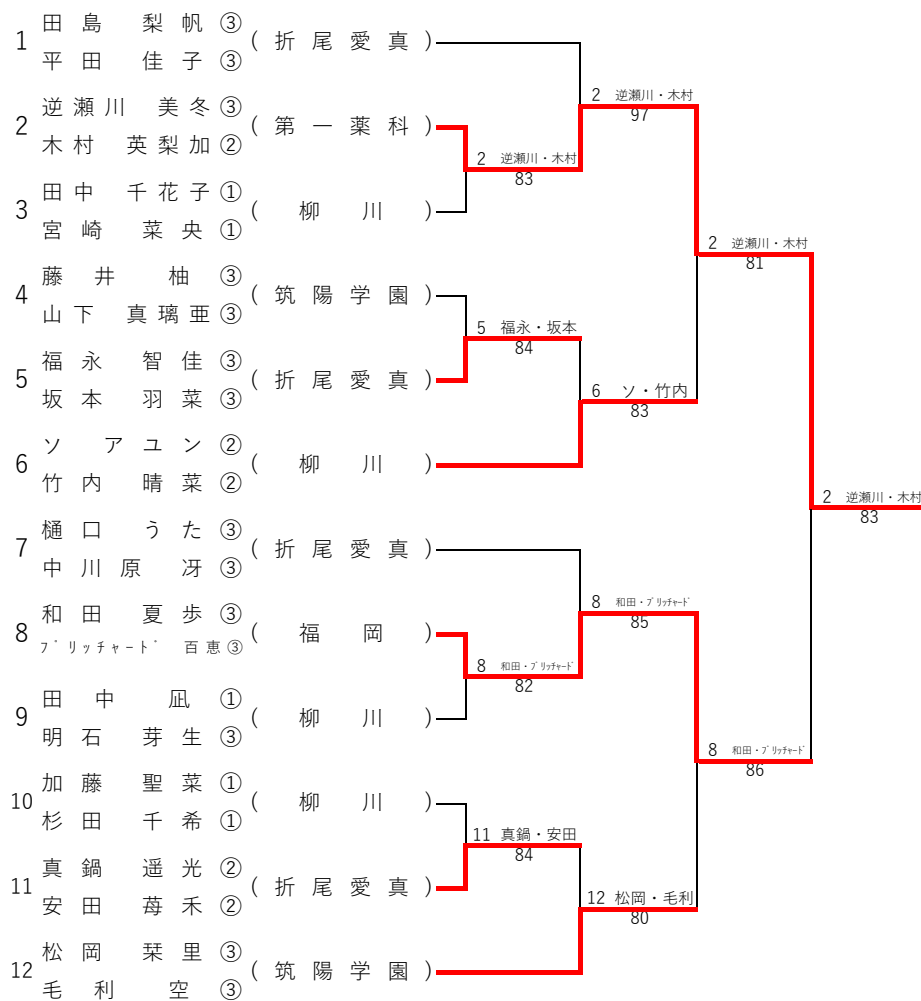 1 田島 梨帆 ③ (折尾愛真)
平田 佳子 ③
2 逆瀬川 美冬 ③ (第一薬科)
木村 英梨加 ②
3 田中 千花子 ① (柳川)
宮崎 菜央 ①
4 藤井 柚 ③ (筑陽学園)
山下 真璃亜 ③
5 福永 智佳 ③ (折尾愛真)
坂本 羽菜 ③
6 ソ アユン ② (柳川)
竹内 晴菜 ②
7 樋口 うた ③ (折尾愛真)
中川原 冴 ③
8 和田 夏歩 ③ (福岡)
プリッチャード 百恵 ③
9 田中 凪 ① (柳川)
明石 芽生 ③
10 加藤 聖菜 ① (柳川)
杉田 千希 ①
11 真鍋 遥光 ② (折尾愛真)
安田 苺禾 ②
12 松岡 栞里 ③ (筑陽学園)
毛利 空 ③
2 逆瀬川・木村
83
5 福永・坂本
84
8 和田・プリッチャード
82
11 真鍋・安田
84
2 逆瀬川・木村
97
6 ソ・竹内
83
8 和田・プリッチャード
85
12 松岡・毛利
80
2 逆瀬川・木村
81
8 和田・プリッチャード
86
2 逆瀬川・木村
83